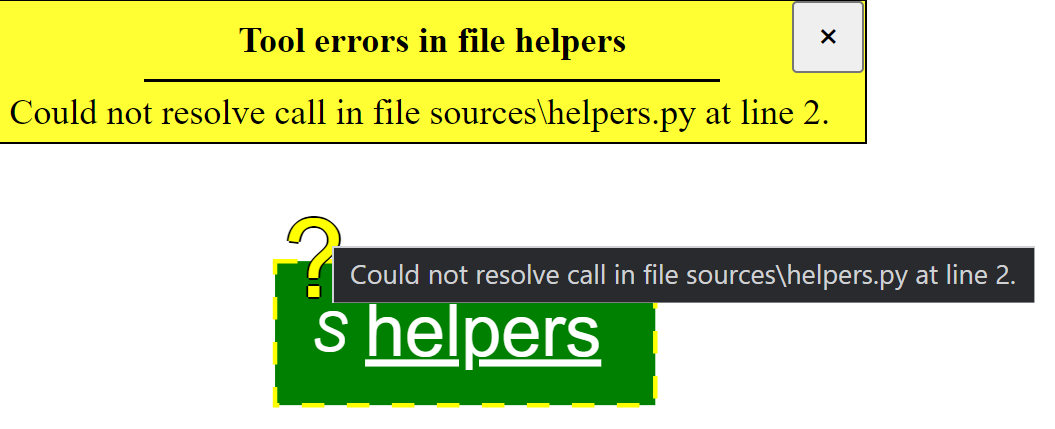 Tool errors in file helpers
×
Could not resolve call in file sources\helpers.py at line 2.
?
Could not resolve call in file sources\helpers.py at line 2.
S helpers